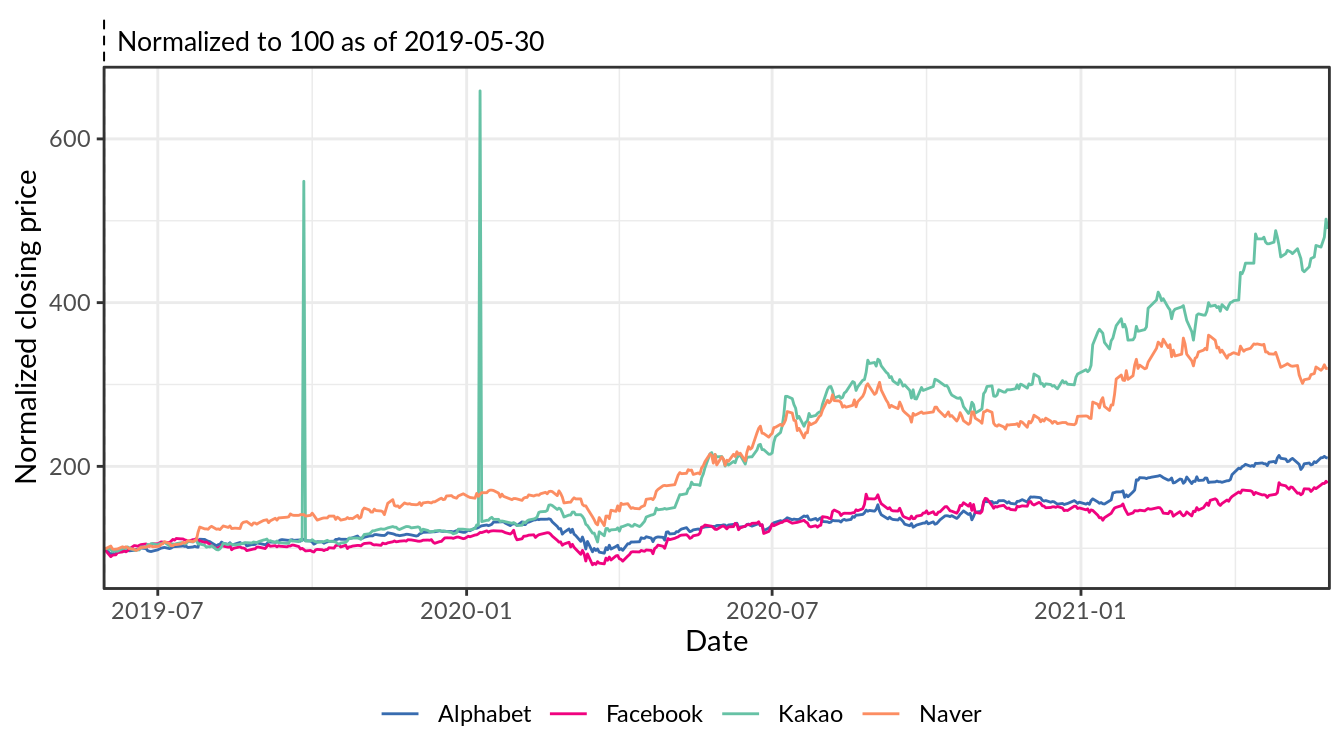 Normalized to 100 as of 2019-05-30
Normalized closing price
600
400
200
2019-07 2020-01 2020-07 2021-01
Date
Alphabet Facebook Kakao Naver